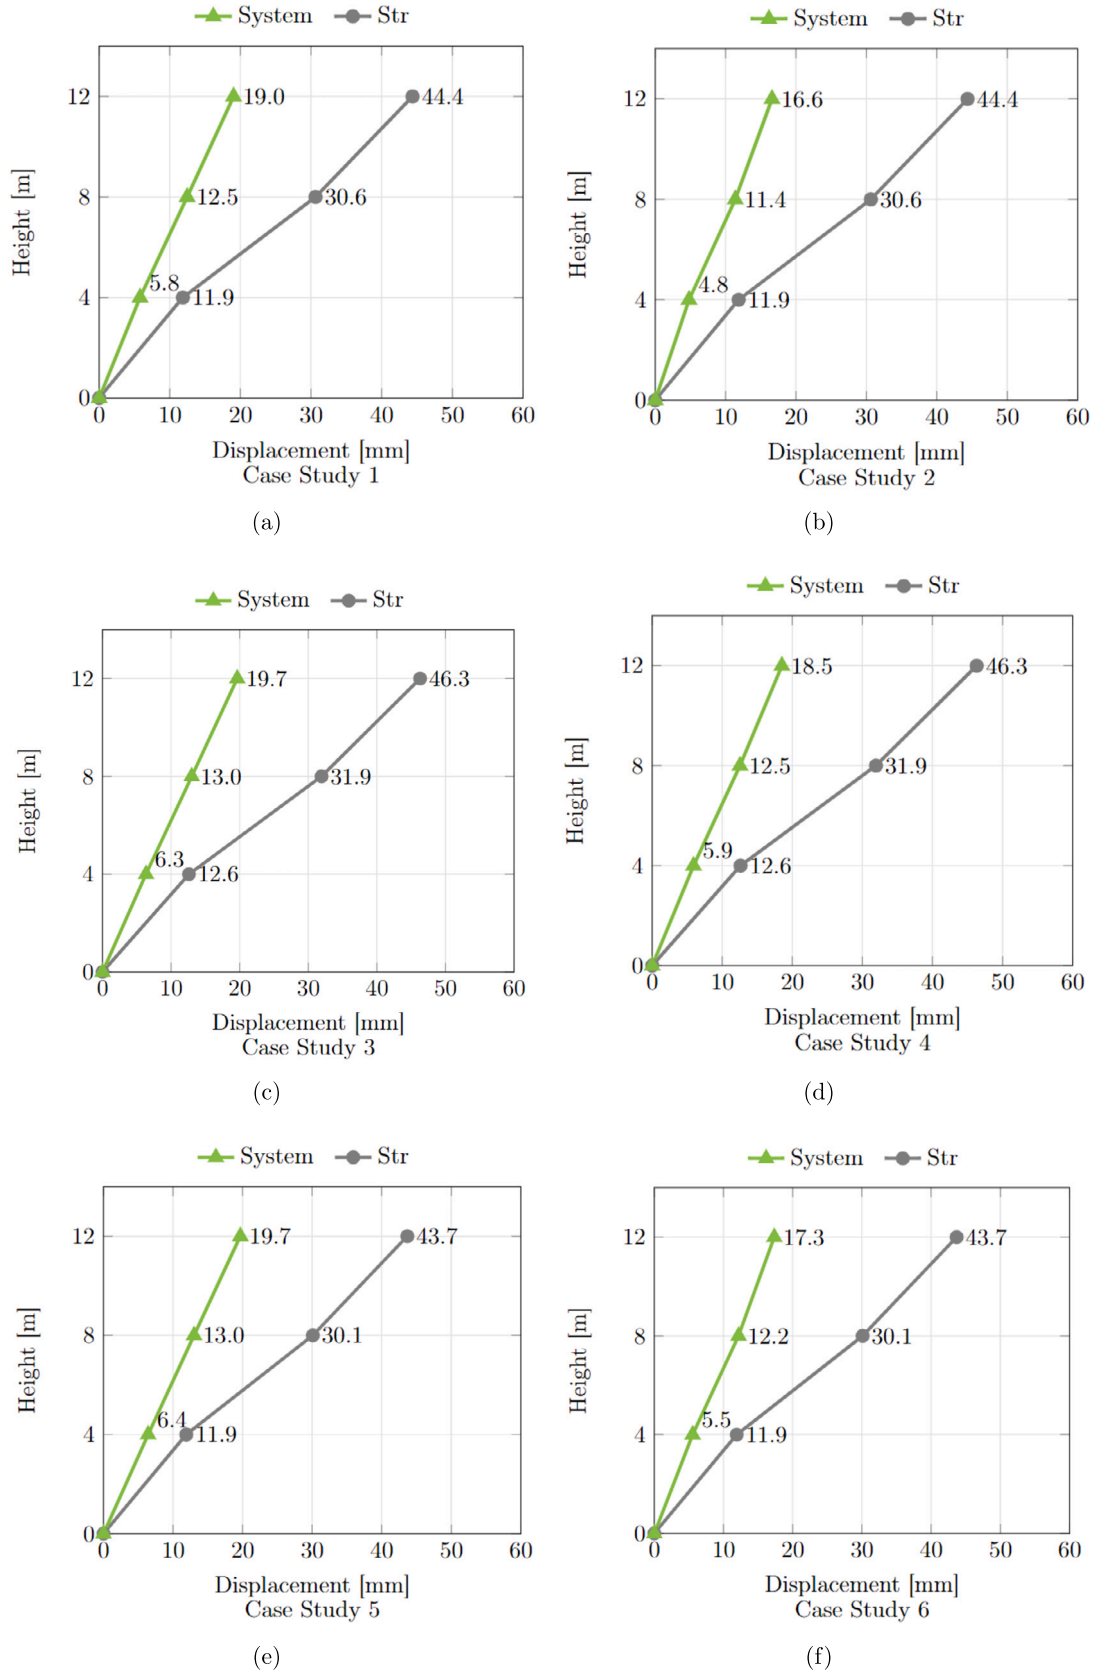 System Str
12
19.0
44.4
8
12.5
30.6
4
5.8
11.9
0
0 10 20 30 40 50 60
Height [m]
Displacement [mm]
Case Study 1
(a)
System Str
12
16.6
44.4
8
11.4
30.6
4
4.8
11.9
0
0 10 20 30 40 50 60
Height [m]
Displacement [mm]
Case Study 2
(b)
System Str
12
19.7
46.3
8
13.0
31.9
4
6.3
12.6
0
0 10 20 30 40 50 60
Height [m]
Displacement [mm]
Case Study 3
(c)
System Str
12
18.5
46.3
8
12.5
31.9
4
5.9
12.6
0
0 10 20 30 40 50 60
Height [m]
Displacement [mm]
Case Study 4
(d)
System Str
12
19.7
43.7
8
13.0
30.1
4
6.4
11.9
0
0 10 20 30 40 50 60
Height [m]
Displacement [mm]
Case Study 5
(e)
System Str
12
17.3
43.7
8
12.2
30.1
4
5.5
11.9
0
0 10 20 30 40 50 60
Height [m]
Displacement [mm]
Case Study 6
(f)